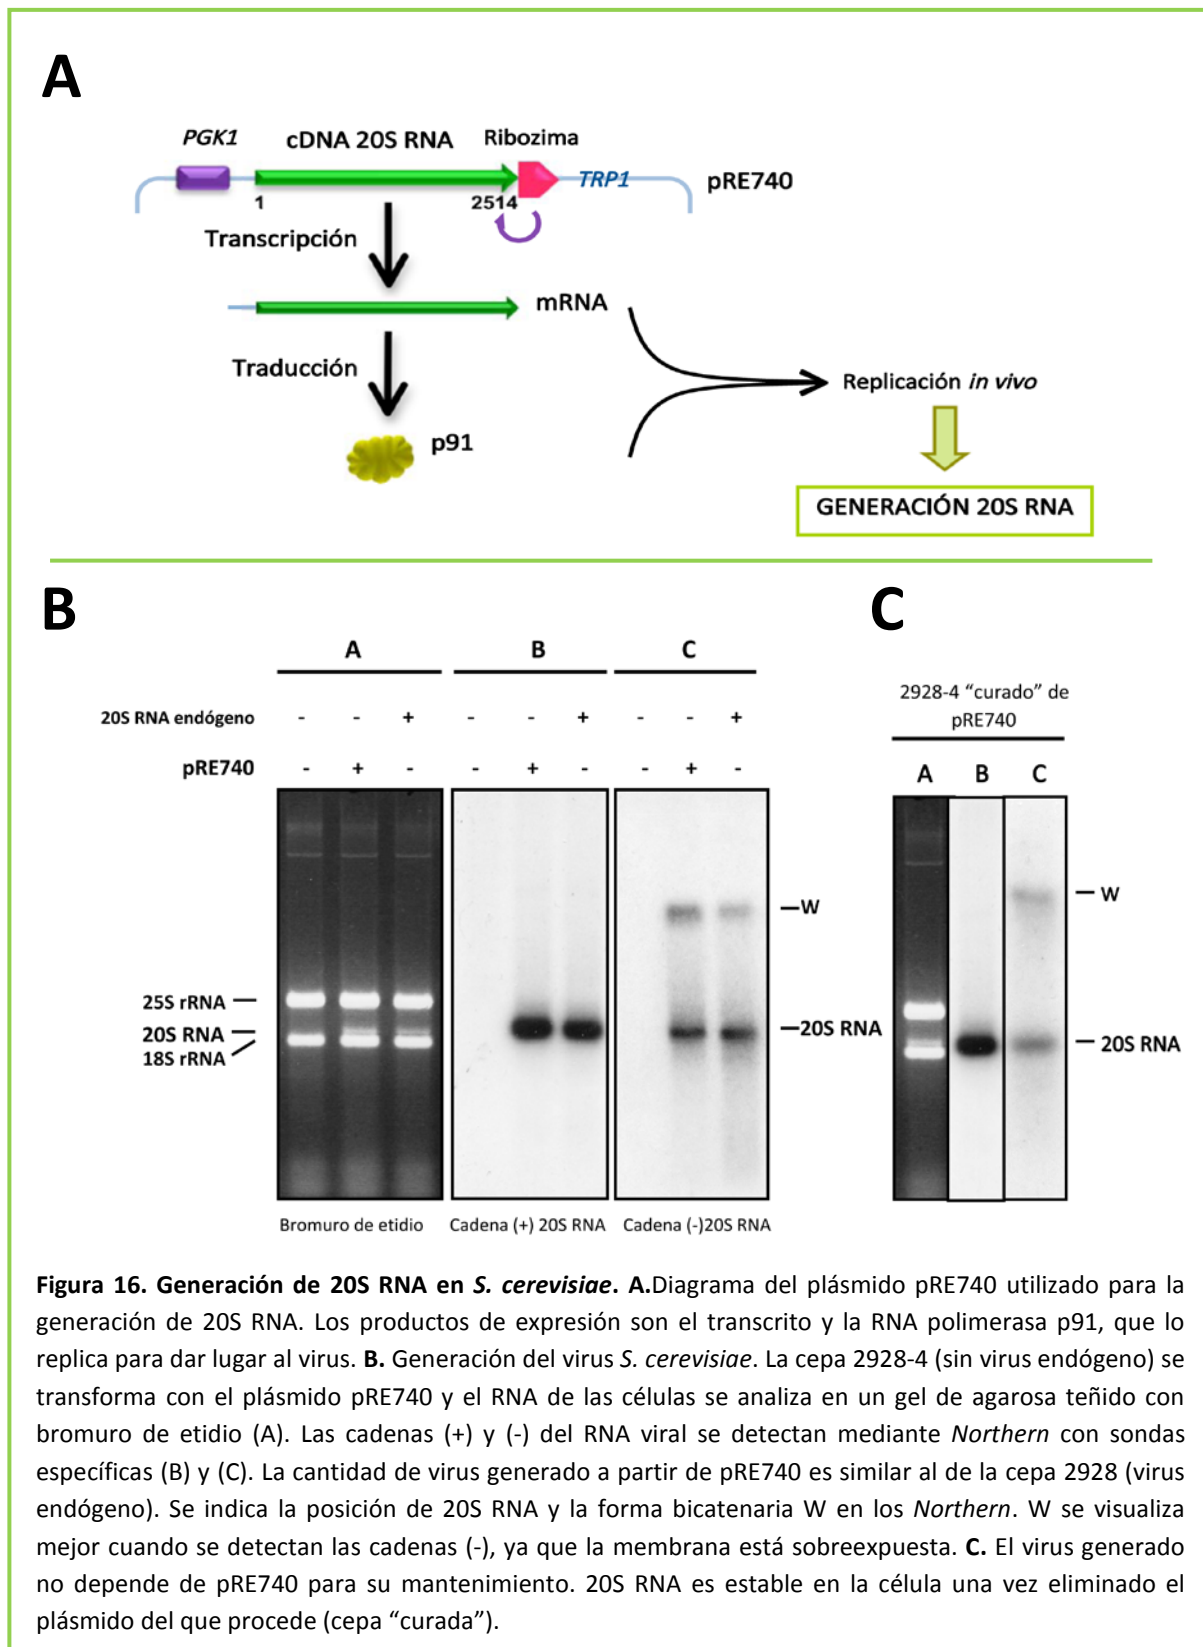 A
PGK1 cDNA 20S RNA Ribozima
TRP1 pRE740
1 2514
Transcripción
mRNA
Traducción
Replicación in vivo
p91
GENERACIÓN 20S RNA
B
C
A B C
20S RNA endógeno - - + - - + - - +
pRE740 - + - - + - - + -
25S rRNA
20S RNA
18S rRNA
W
20S RNA
Bromuro de etidio Cadena (+) 20S RNA Cadena (-)20S RNA
2928-4 “curado” de
pRE740
A B C
W
20S RNA
Figura 16. Generación de 20S RNA en S. cerevisiae. A.Diagrama del plásmido pRE740 utilizado para la
generación de 20S RNA. Los productos de expresión son el transcrito y la RNA polimerasa p91, que lo
replica para dar lugar al virus. B. Generación del virus S. cerevisiae. La cepa 2928-4 (sin virus endógeno) se
transforma con el plásmido pRE740 y el RNA de las células se analiza en un gel de agarosa teñido con
bromuro de etidio (A). Las cadenas (+) y (-) del RNA viral se detectan mediante Northern con sondas
específicas (B) y (C). La cantidad de virus generado a partir de pRE740 es similar al de la cepa 2928 (virus
endógeno). Se indica la posición de 20S RNA y la forma bicatenaria W en los Northern. W se visualiza
mejor cuando se detectan las cadenas (-), ya que la membrana está sobreexpuesta. C. El virus generado
no depende de pRE740 para su mantenimiento. 20S RNA es estable en la célula una vez eliminado el
plásmido del que procede (cepa “curada”).